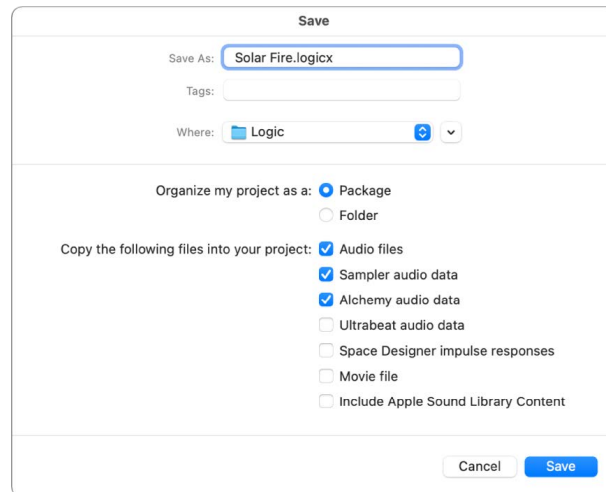 Save
Save As: Solar Fire.logicx
Tags:
Where: Logic
Organize my project as a: Package
Folder
Copy the following files into your project: Audio files
Sampler audio data
Alchemy audio data
Ultrabeat audio data
Space Designer impulse responses
Movie file
Include Apple Sound Library Content
Cancel Save